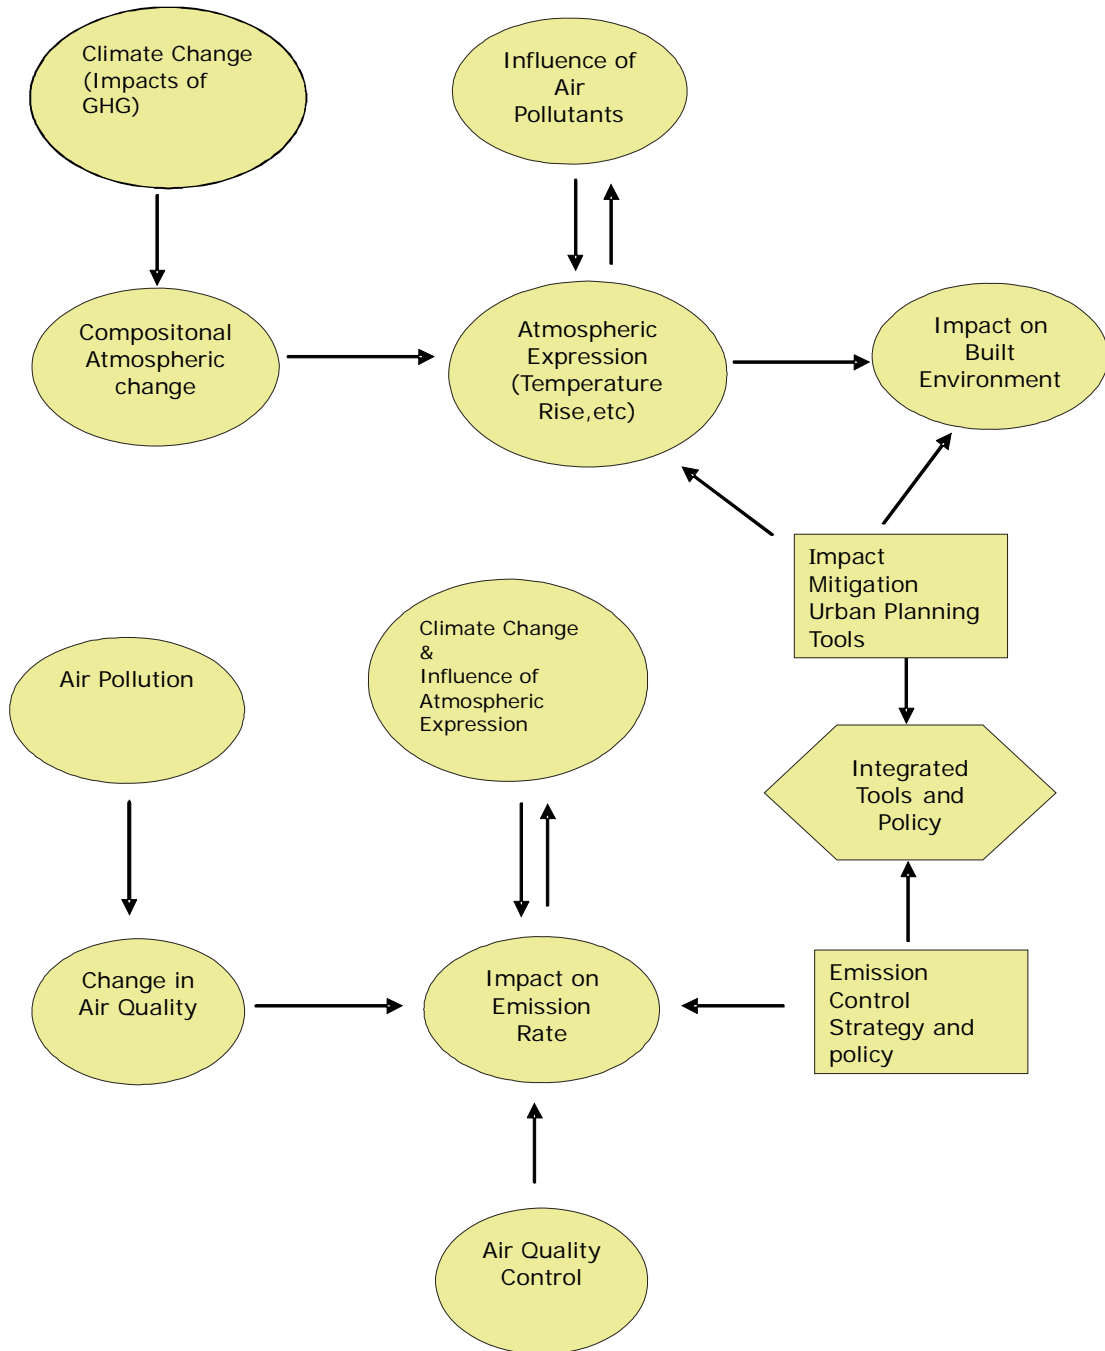 Climate Change
(Impacts of
GHG)
Influence of
Air
Pollutants
Compositonal
Atmospheric
change
Atmospheric
Expression
(Temperature
Rise,etc)
Impact on
Built
Environment
Impact
Mitigation
Urban Planning
Tools
Climate Change
&
Influence of
Atmospheric
Expression
Air Pollution
Integrated
Tools and
Policy
Change in
Air Quality
Impact on
Emission
Rate
Emission
Control
Strategy and
policy
Air Quality
Control